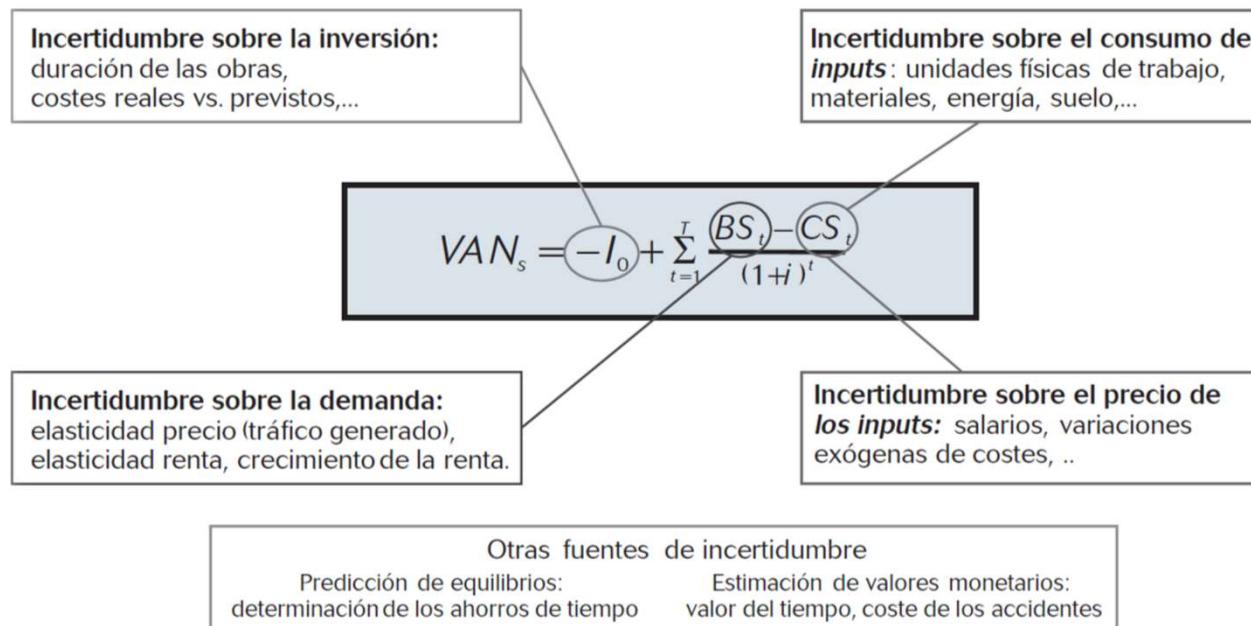 Incertidumbre sobre la inversión:
duración de las obras,
costes reales vs. previstos,...
Incertidumbre sobre el consumo de
inputs: unidades físicas de trabajo,
materiales, energía, suelo,...
VAN_s = -I_0 + \sum_{t=1}^{T} \frac{BS_t - CS_t}{(1+i)^t}
Incertidumbre sobre la demanda:
elasticidad precio (tráfico generado),
elasticidad renta, crecimiento de la renta.
Incertidumbre sobre el precio de
los inputs: salarios, variaciones
exógenas de costes, ..
Otras fuentes de incertidumbre
Predicción de equilibrios:
determinación de los ahorros de tiempo
Estimación de valores monetarios:
valor del tiempo, coste de los accidentes